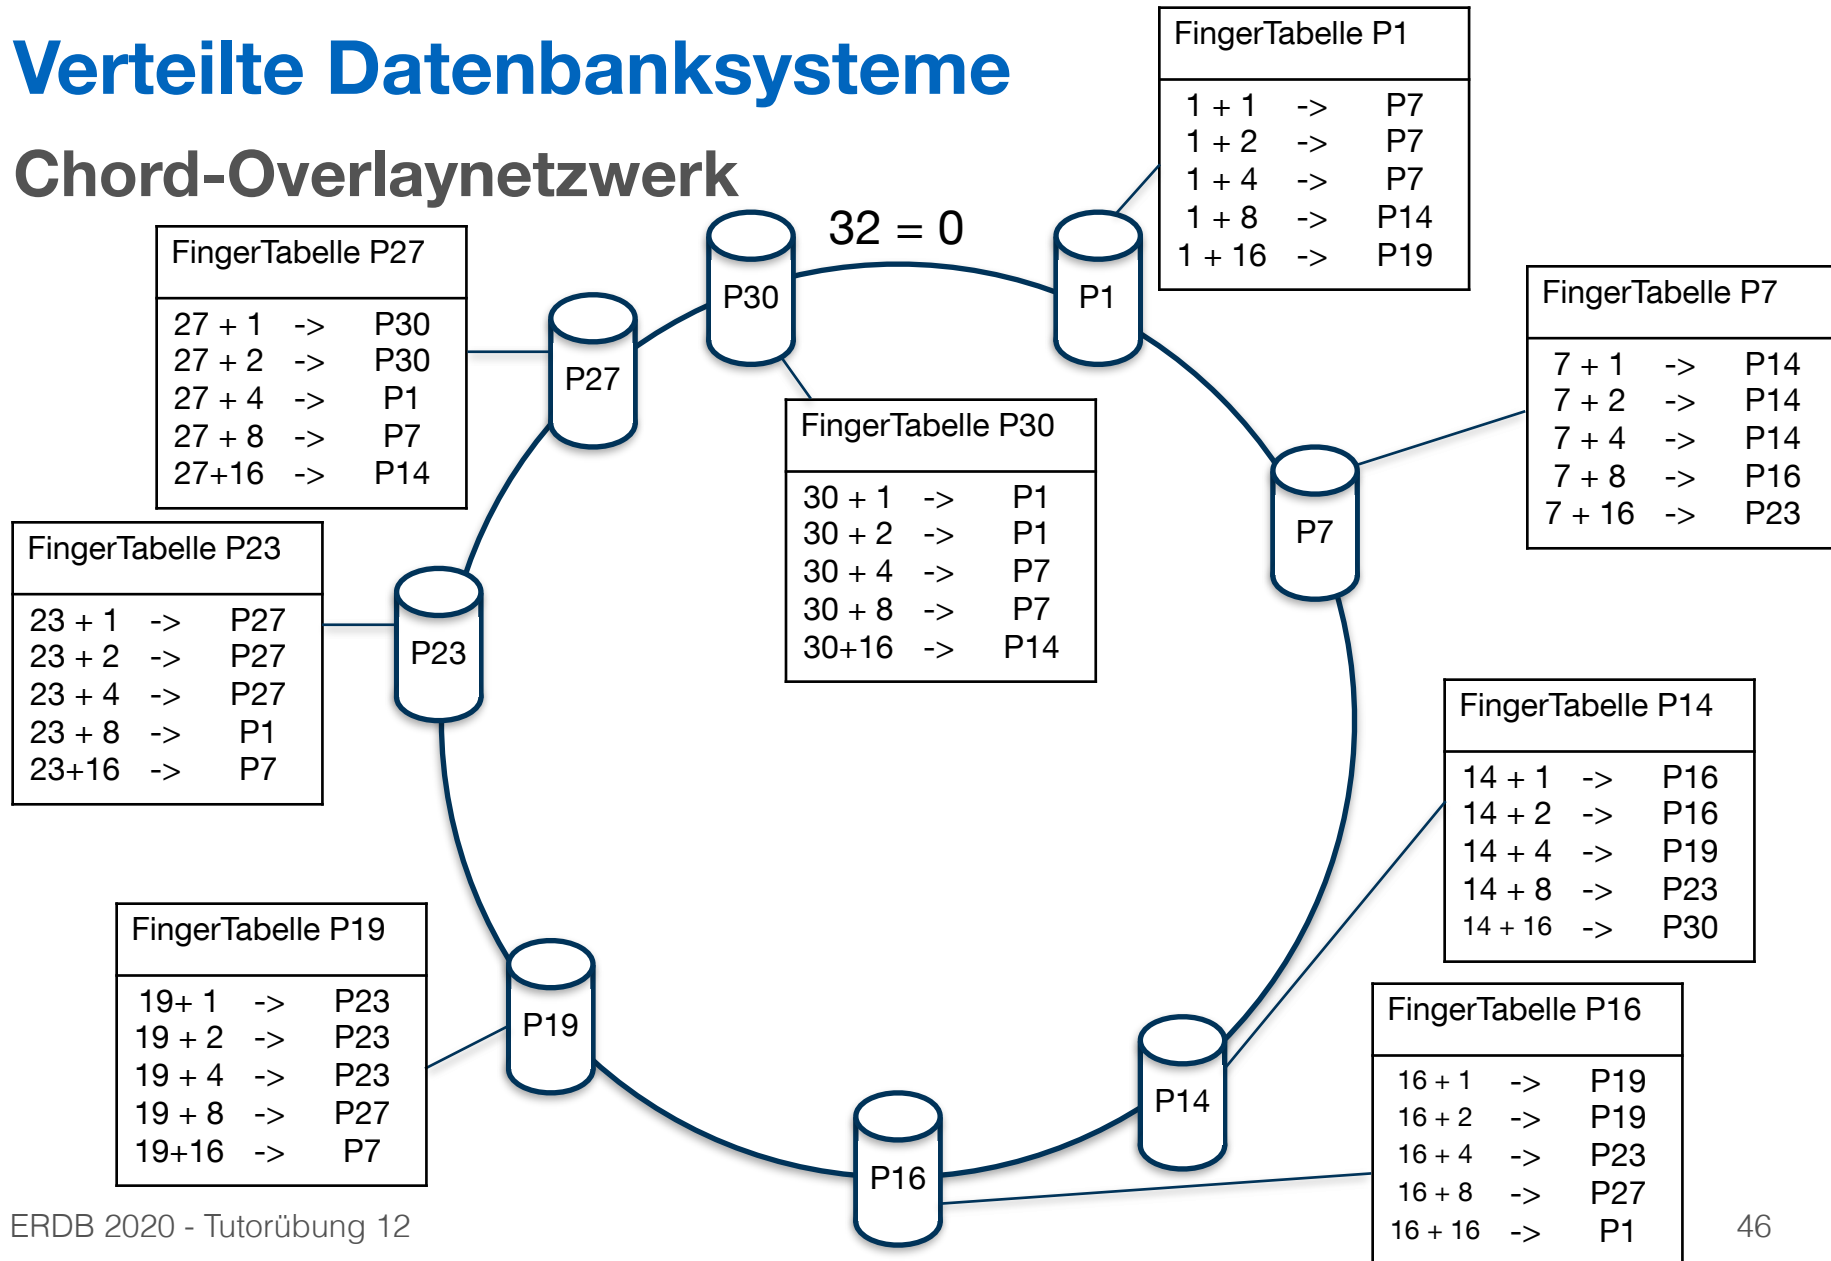 Verteilte Datenbanksysteme
Chord-Overlaynetzwerk
32 = 0
FingerTabelle P1
1 + 1 -> P7
1 + 2 -> P7
1 + 4 -> P7
1 + 8 -> P14
1 + 16 -> P19
FingerTabelle P27
27 + 1 -> P30
27 + 2 -> P30
27 + 4 -> P1
27 + 8 -> P7
27+16 -> P14
P30
P1
P27
FingerTabelle P7
7 + 1 -> P14
7 + 2 -> P14
7 + 4 -> P14
7 + 8 -> P16
7 + 16 -> P23
FingerTabelle P30
30 + 1 -> P1
30 + 2 -> P1
30 + 4 -> P7
30 + 8 -> P7
30+16 -> P14
P7
FingerTabelle P23
23 + 1 -> P27
23 + 2 -> P27
23 + 4 -> P27
23 + 8 -> P1
23+16 -> P7
P23
FingerTabelle P14
14 + 1 -> P16
14 + 2 -> P16
14 + 4 -> P19
14 + 8 -> P23
14 + 16 -> P30
FingerTabelle P19
19+ 1 -> P23
19 + 2 -> P23
19 + 4 -> P23
19 + 8 -> P27
19+16 -> P7
P19
P16
P14
FingerTabelle P16
16 + 1 -> P19
16 + 2 -> P19
16 + 4 -> P23
16 + 8 -> P27
16 + 16 -> P1
ERDB 2020 - Tutorübung 12
46